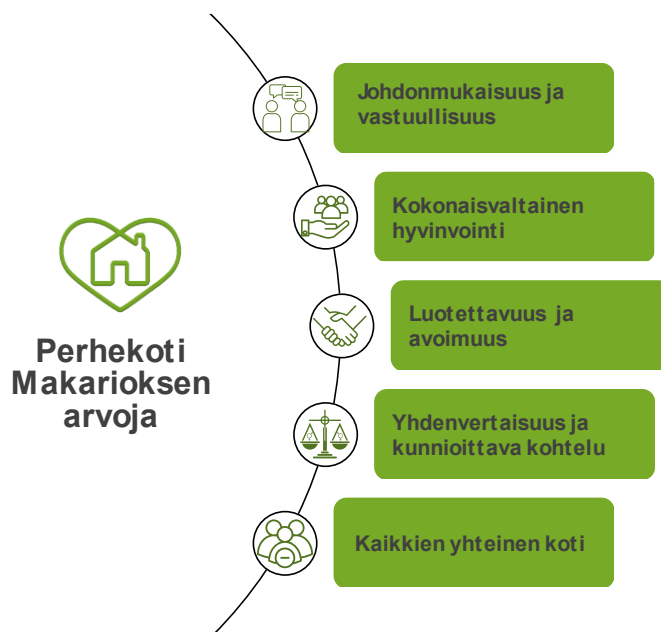 Perhekoti
Makarioksen
arvoja
Johdonmukaisuus ja
vastuullisuus
Kokonaisvaltainen
hyvinvointi
Luotettavuus ja
avoimuus
Yhdenvertaisuus ja
kunnioittava kohtelu
Kaikkien yhteinen koti